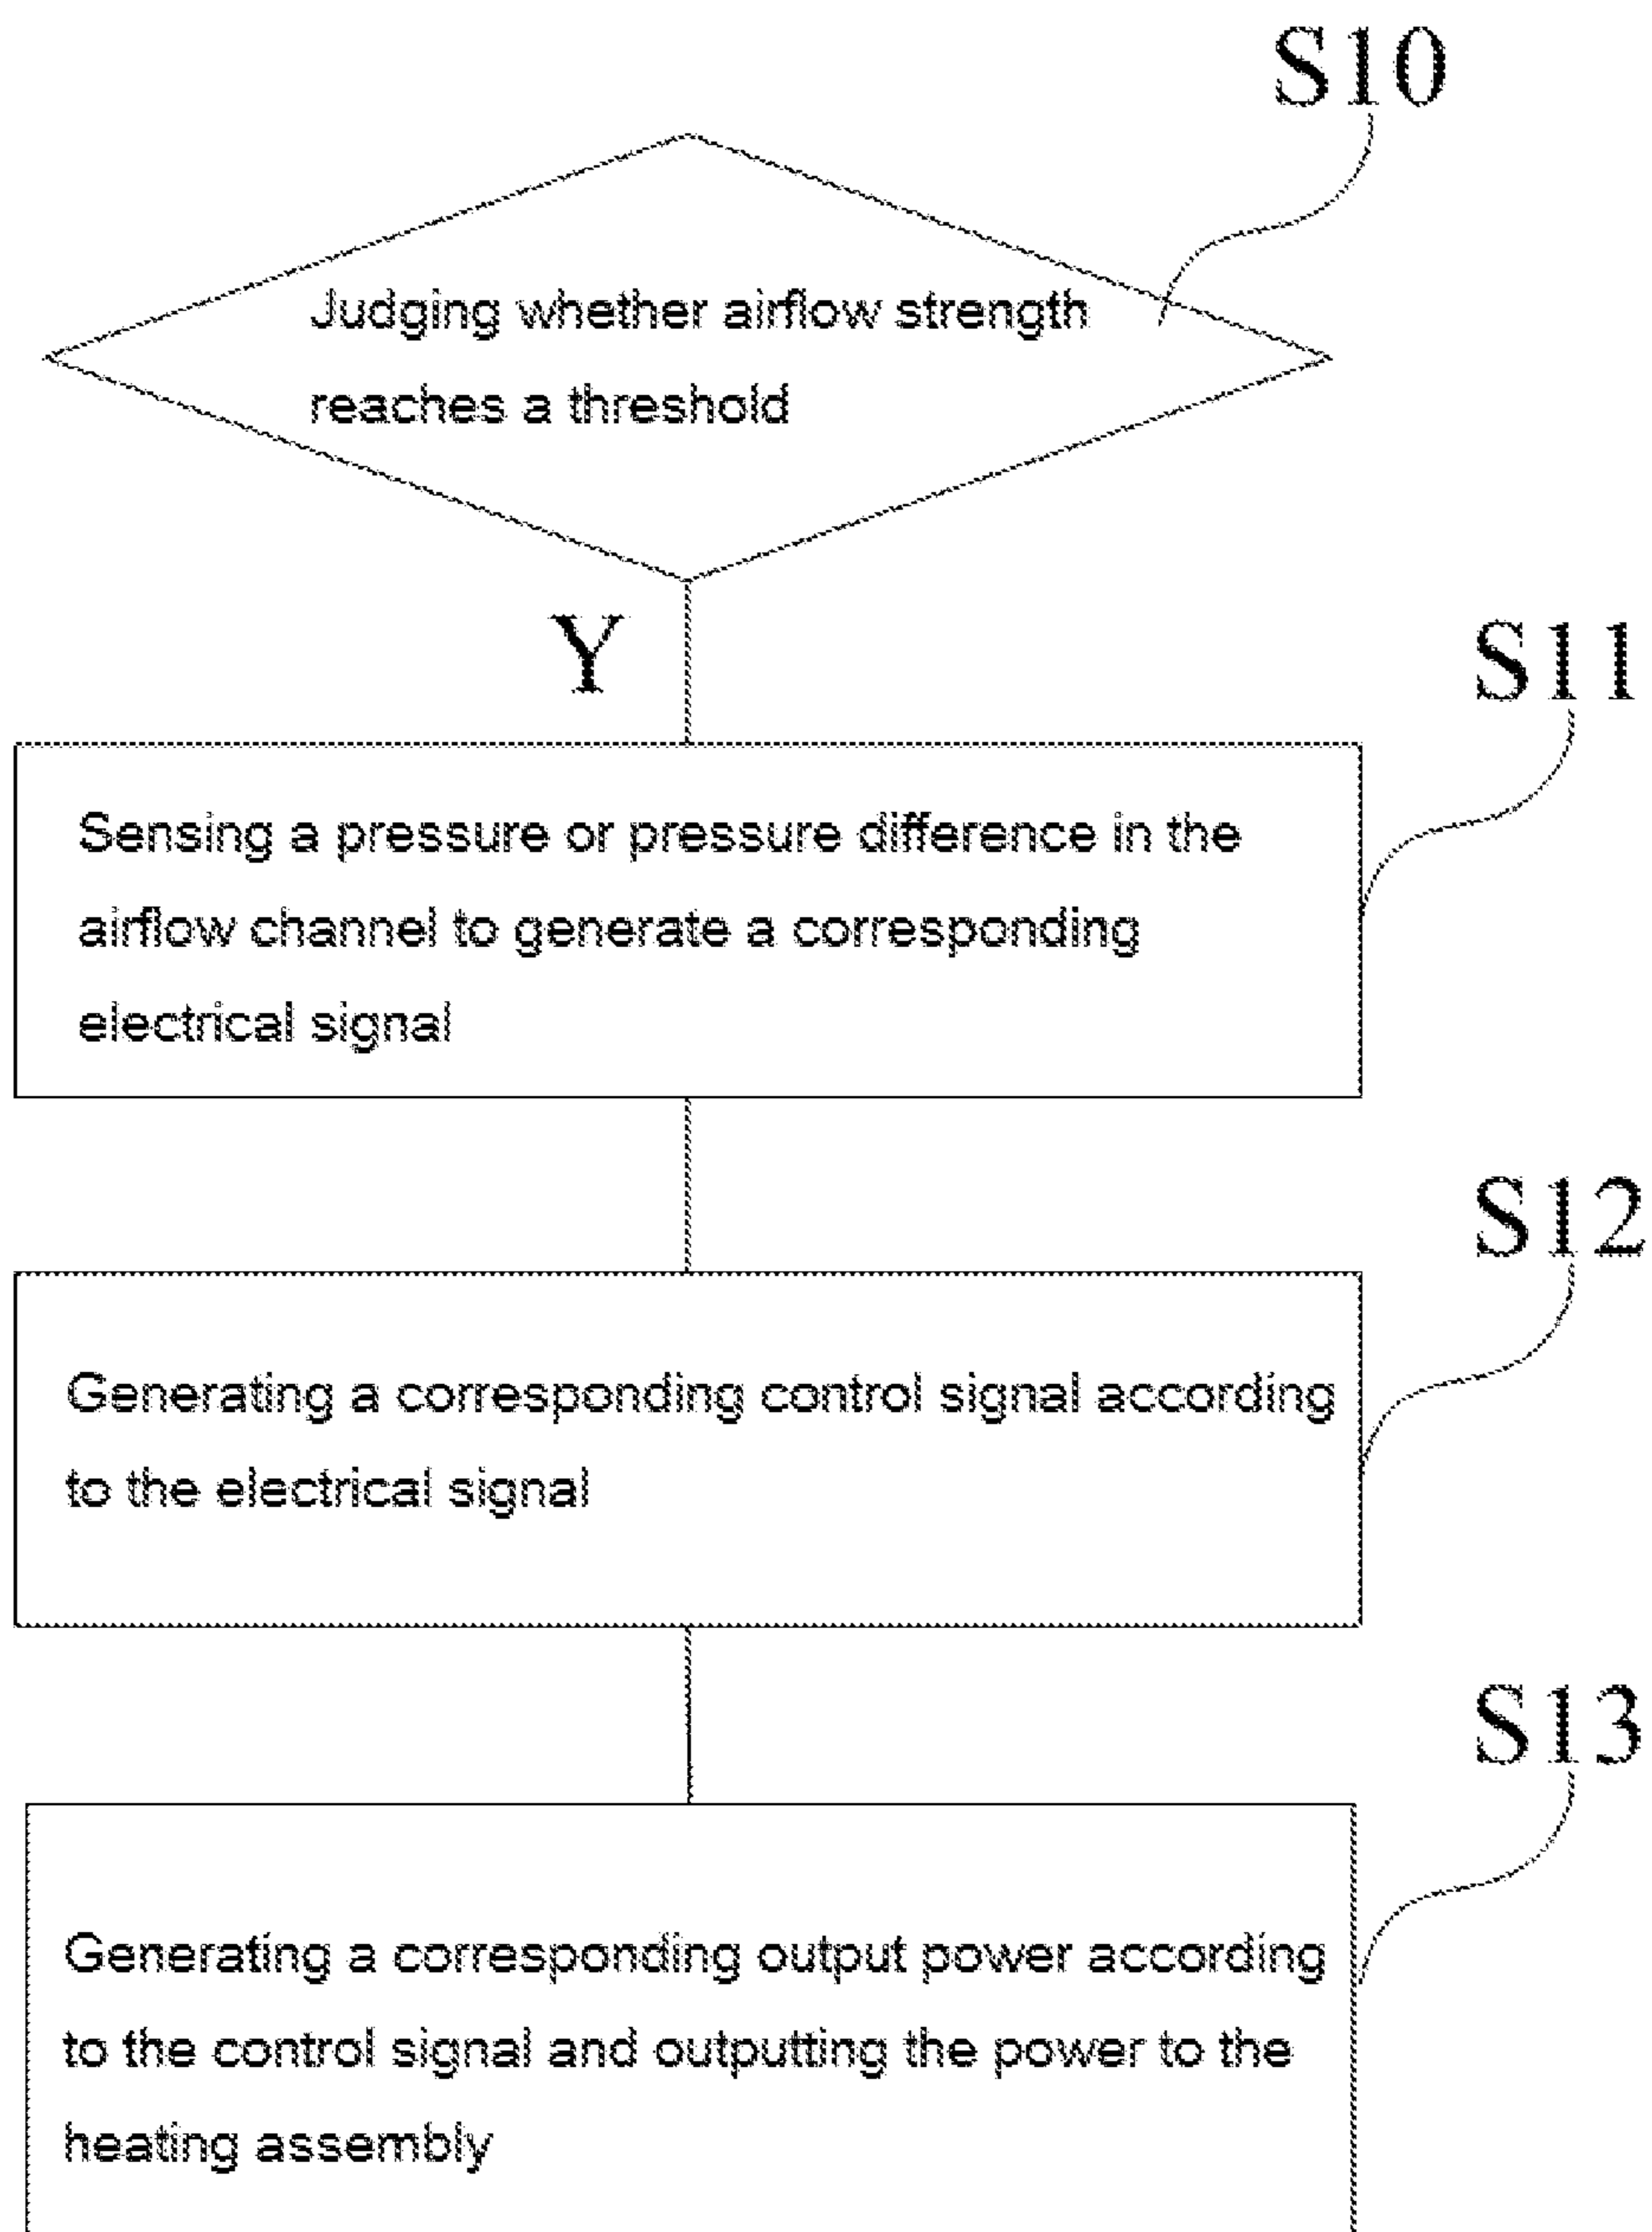 S10
Judging whether airflow strength
reaches a threshold
Y
S11
Sensing a pressure or pressure difference in the
airflow channel to generate a corresponding
electrical signal
S12
Generating a corresponding control signal according
to the electrical signal
S13
Generating a corresponding output power according
to the control signal and outputting the power to the
heating assembly